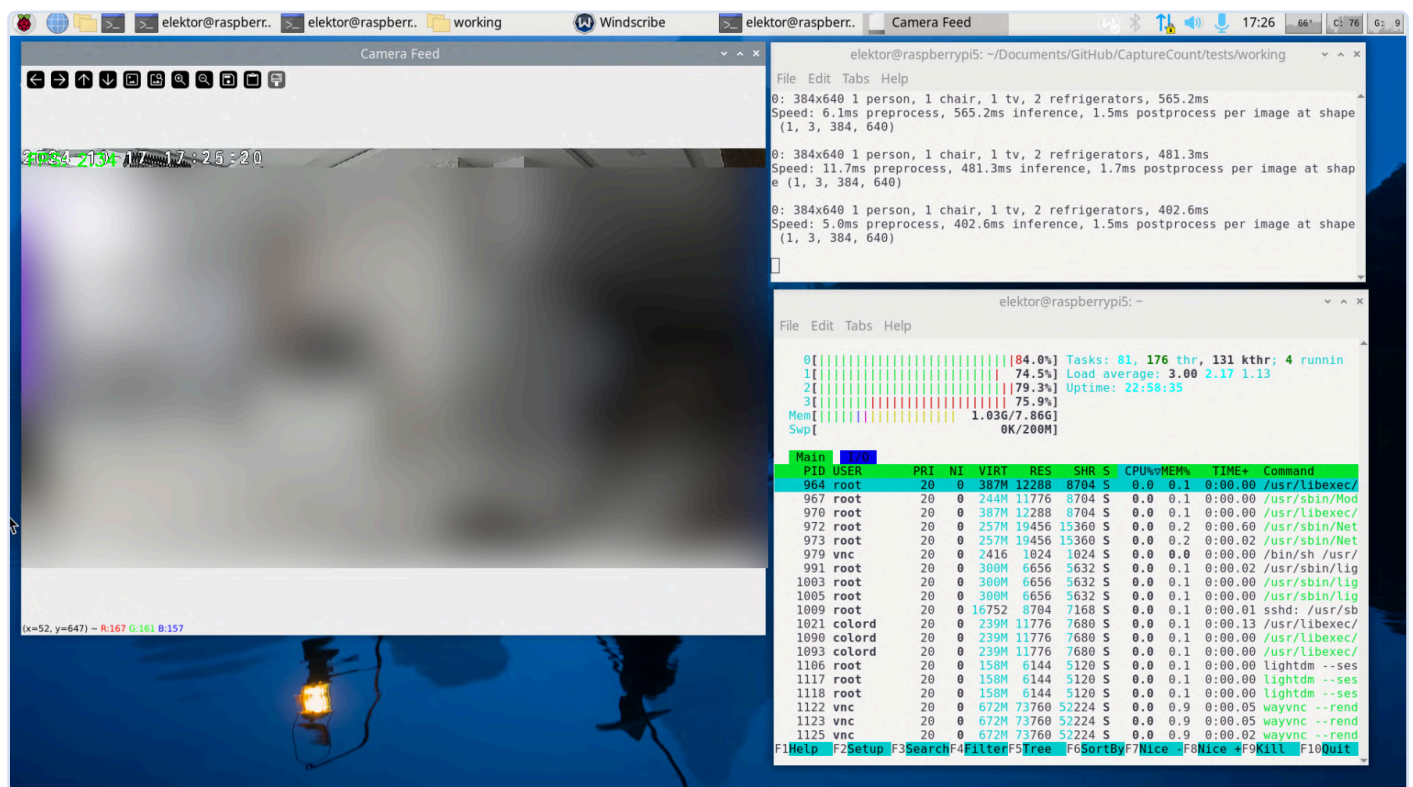 elektor@raspberr.. elektor@raspberr.. working Windscribe elektor@raspberr.. Camera Feed 17:26 66° C: 76 G: 9
Camera Feed
FPS: 2.34
17:25:20
(x=52, y=647) ~ R:167 G:161 B:157
elektor@raspberrypi5: ~/Documents/GitHub/CaptureCount/tests/working
File Edit Tabs Help
0: 384x640 1 person, 1 chair, 1 tv, 2 refrigerators, 565.2ms
Speed: 6.1ms preprocess, 565.2ms inference, 1.5ms postprocess per image at shape
(1, 3, 384, 640)
0: 384x640 1 person, 1 chair, 1 tv, 2 refrigerators, 481.3ms
Speed: 11.7ms preprocess, 481.3ms inference, 1.7ms postprocess per image at shap
e (1, 3, 384, 640)
0: 384x640 1 person, 1 chair, 1 tv, 2 refrigerators, 402.6ms
Speed: 5.0ms preprocess, 402.6ms inference, 1.5ms postprocess per image at shape
(1, 3, 384, 640)
elektor@raspberrypi5: ~
File Edit Tabs Help
0[ 84.0%] Tasks: 81, 176 thr, 131 kthr; 4 runnin
1[ 74.5%] Load average: 3.00 2.17 1.13
2[ 79.3%] Uptime: 22:58:35
3[ 75.9%]
Mem[ 1.03G/7.86G]
Swp[ 0K/200M]
Main I/O
PID USER PRI NI VIRT RES SHR S CPU%▽MEM% TIME+ Command
964 root 20 0 387M 12288 8704 S 0.0 0.1 0:00.00 /usr/libexec/
967 root 20 0 244M 11776 8704 S 0.0 0.1 0:00.00 /usr/sbin/Mod
970 root 20 0 387M 12288 8704 S 0.0 0.1 0:00.00 /usr/libexec/
972 root 20 0 257M 19456 15360 S 0.0 0.2 0:00.60 /usr/sbin/Net
973 root 20 0 257M 19456 15360 S 0.0 0.2 0:00.02 /usr/sbin/Net
979 vnc 20 0 2416 1024 1024 S 0.0 0.0 0:00.00 /bin/sh /usr/
991 root 20 0 300M 6656 5632 S 0.0 0.1 0:00.02 /usr/sbin/lig
1003 root 20 0 300M 6656 5632 S 0.0 0.1 0:00.00 /usr/sbin/lig
1005 root 20 0 300M 6656 5632 S 0.0 0.1 0:00.00 /usr/sbin/lig
1009 root 20 0 16752 8704 7168 S 0.0 0.1 0:00.01 sshd: /usr/sb
1021 colord 20 0 239M 11776 7680 S 0.0 0.1 0:00.13 /usr/libexec/
1090 colord 20 0 239M 11776 7680 S 0.0 0.1 0:00.00 /usr/libexec/
1093 colord 20 0 239M 11776 7680 S 0.0 0.1 0:00.00 /usr/libexec/
1106 root 20 0 158M 6144 5120 S 0.0 0.1 0:00.00 lightdm --ses
1117 root 20 0 158M 6144 5120 S 0.0 0.1 0:00.00 lightdm --ses
1118 root 20 0 158M 6144 5120 S 0.0 0.1 0:00.00 lightdm --ses
1122 vnc 20 0 672M 73760 52224 S 0.0 0.9 0:00.05 wayvnc --rend
1123 vnc 20 0 672M 73760 52224 S 0.0 0.9 0:00.05 wayvnc --rend
1125 vnc 20 0 672M 73760 52224 S 0.0 0.9 0:00.02 wayvnc --rend
F1Help F2Setup F3SearchF4FilterF5Tree F6SortByF7Nice -F8Nice +F9Kill F10Quit